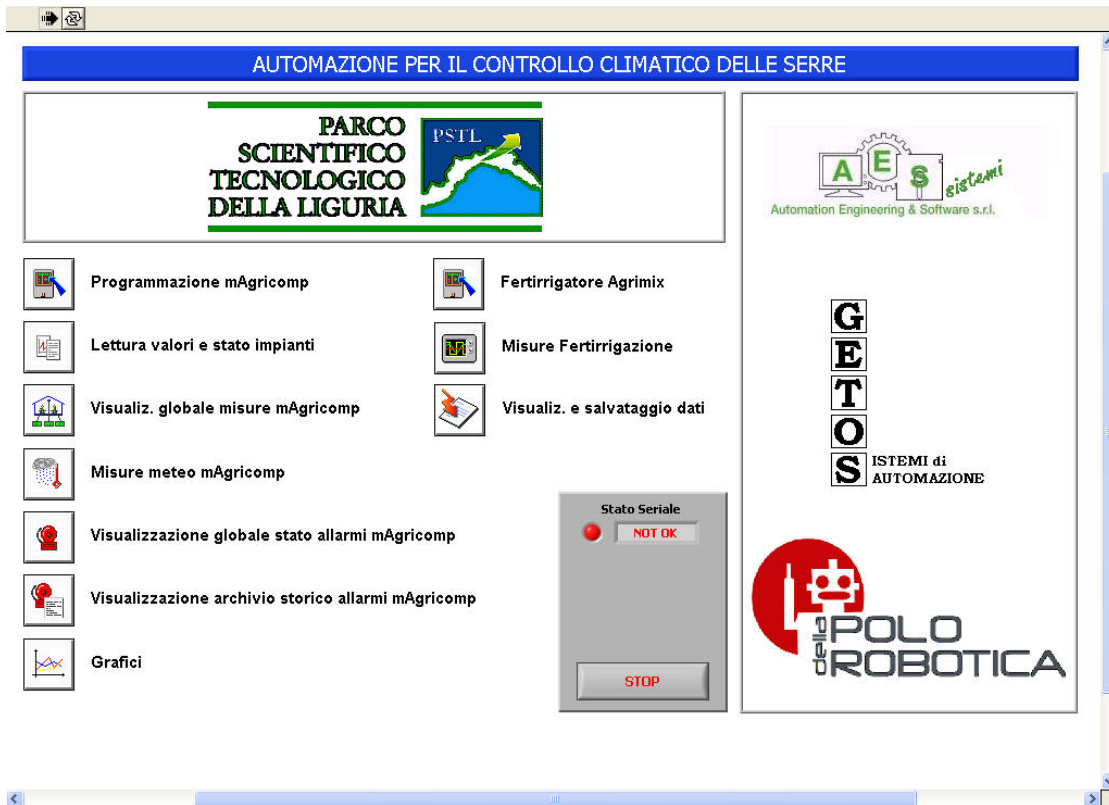 AUTOMAZIONE PER IL CONTROLLO CLIMATICO DELLE SERRE
PARCO
SCIENTIFICO
TECNOLOGICO
DELLA LIGURIA
PSTL
AES sistemi
Automation Engineering & Software s.r.l.
Programmazione mAgricomp
Fertirrigatore Agrimix
Lettura valori e stato impianti
Misure Fertirrigazione
Visualiz. globale misure mAgricomp
Visualiz. e salvataggio dati
Misure meteo mAgricomp
Visualizzazione globale stato allarmi mAgricomp
Visualizzazione archivio storico allarmi mAgricomp
Grafici
Stato Seriale
NOT OK
STOP
G
E
T
O
S
ISTEMI di
AUTOMAZIONE
della
POLO
ROBOTICA